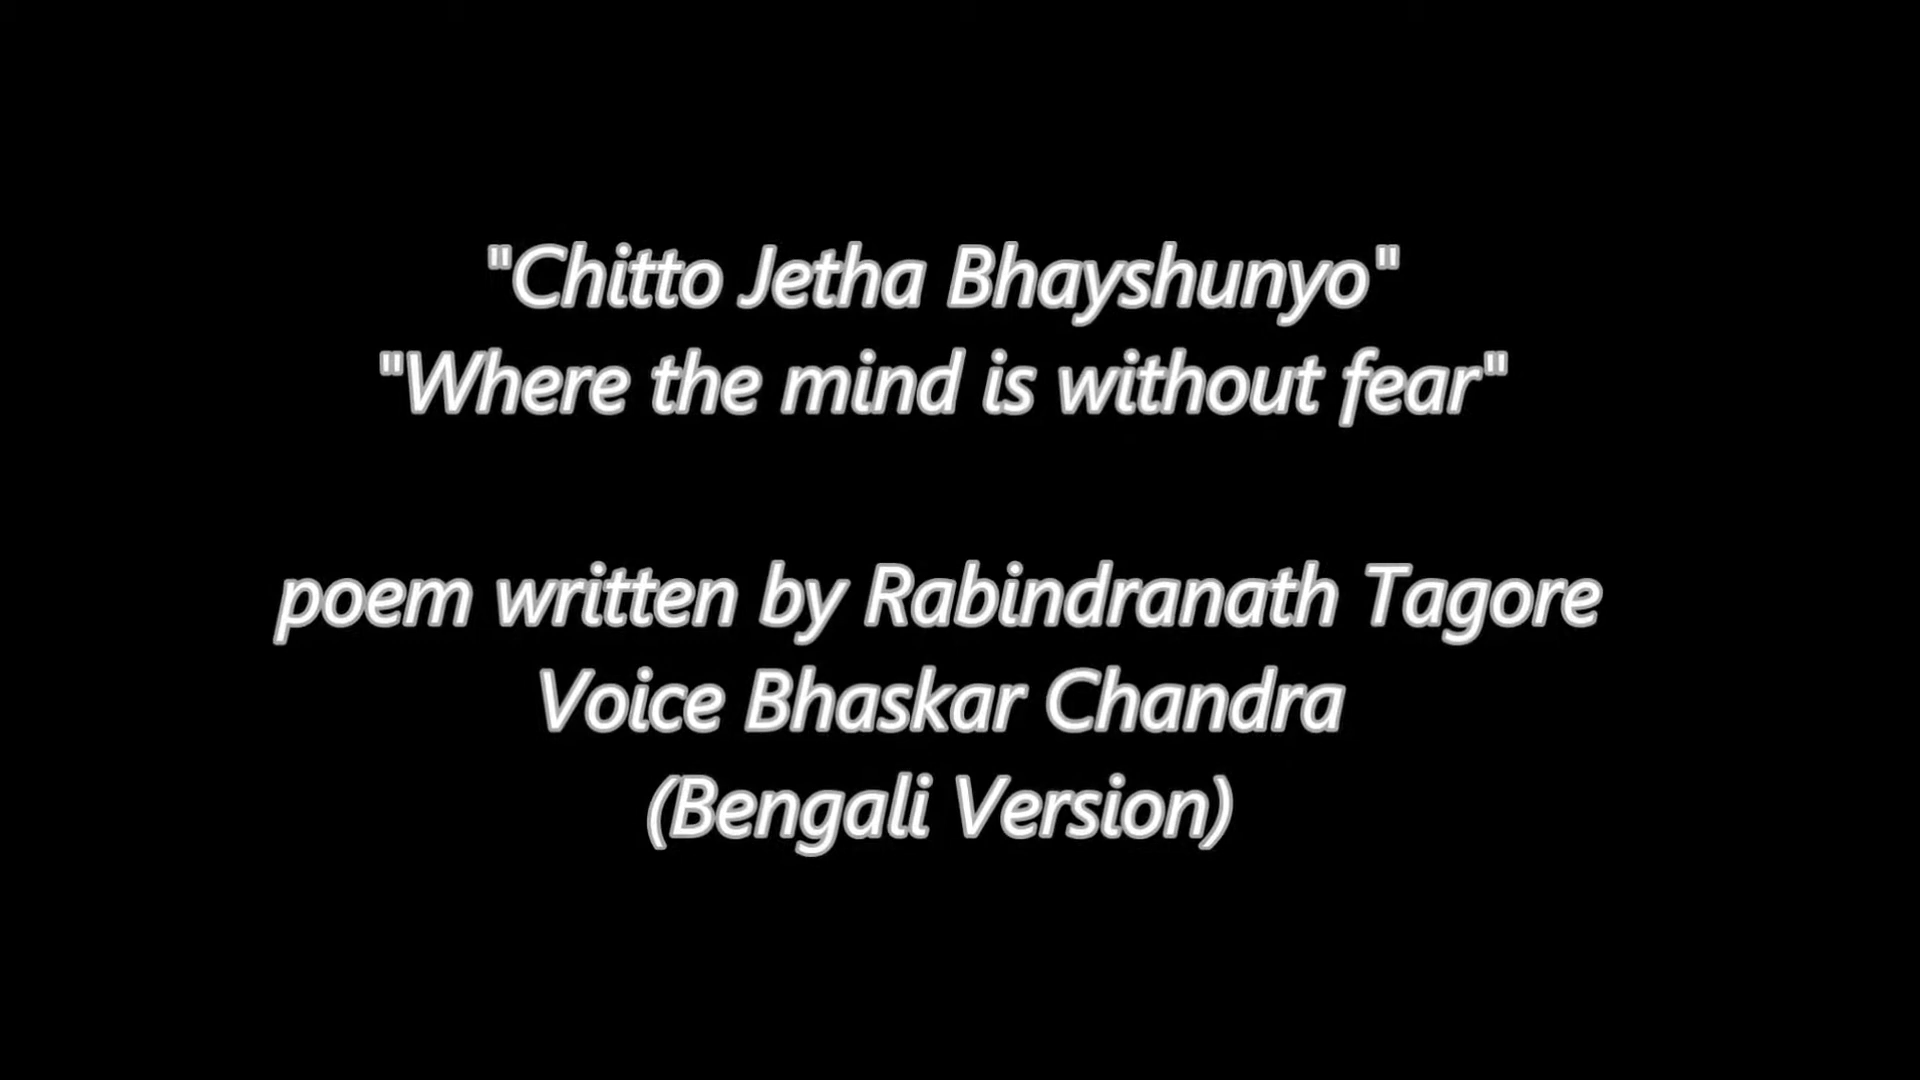 "Chitto Jetha Bhayshunyo"
"Where the mind is without fear"
poem written by Rabindranath Tagore
Voice Bhaskar Chandra
(Bengali Version)